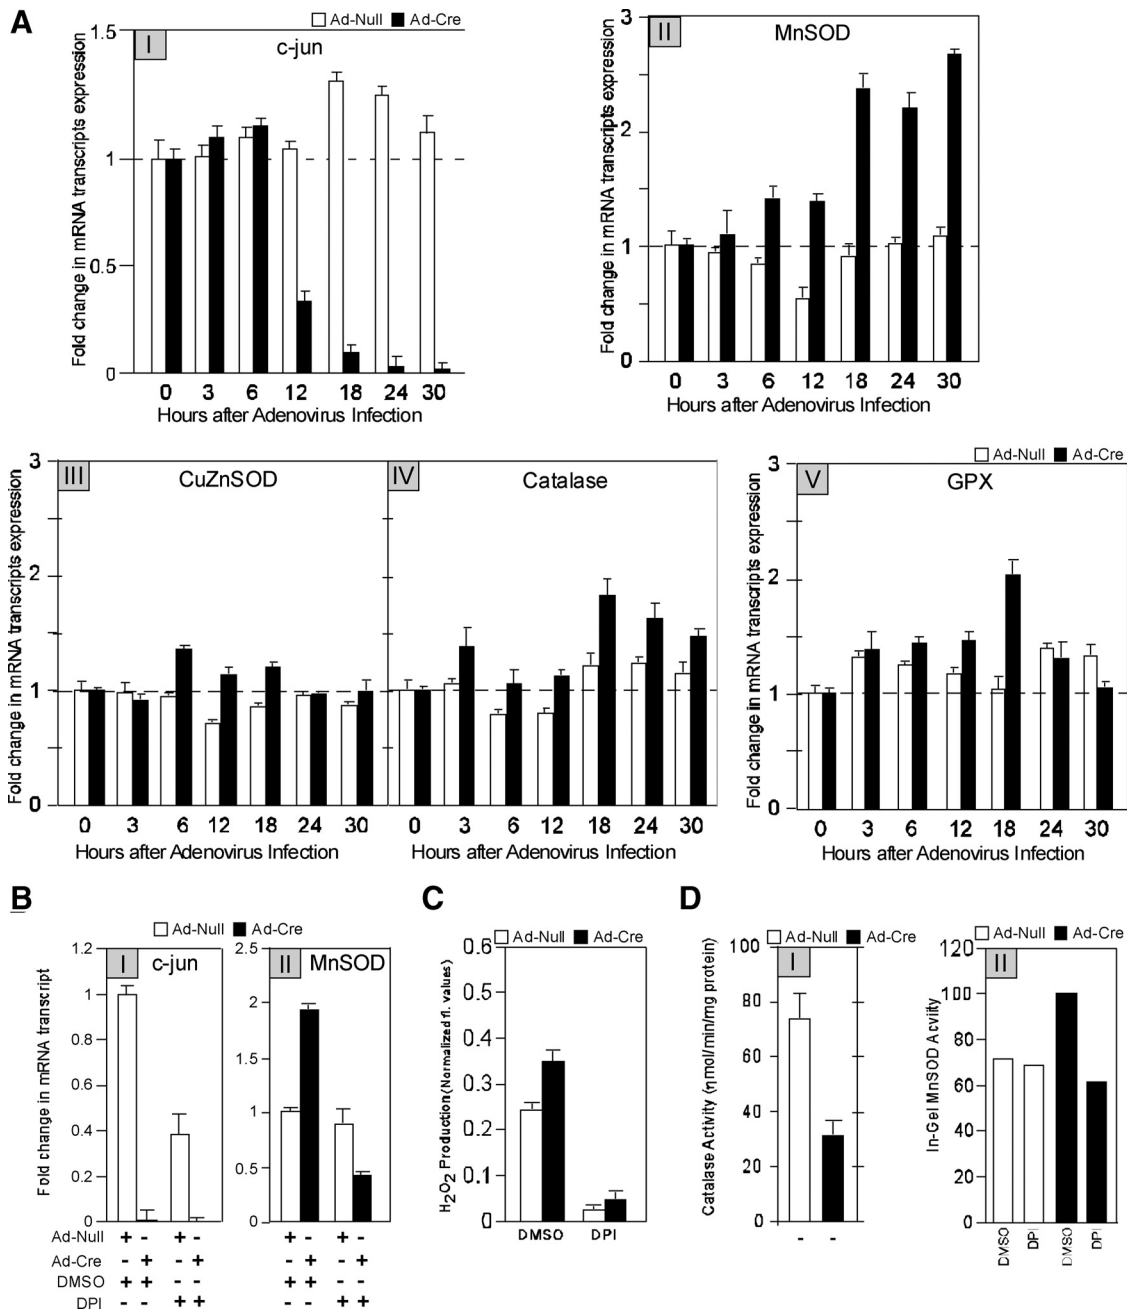 A
Ad-Null Ad-Cre
I
c-jun
Fold change in mRNA transcripts expression
1.5
1
0.5
0
0 3 6 12 18 24 30
Hours after Adenovirus Infection
II
MnSOD
Fold change in mRNA transcripts expression
3
2
1
0
0 3 6 12 18 24 30
Hours after Adenovirus Infection
III
CuZnSOD
Fold change in mRNA transcripts expression
3
2
1
0
0 3 6 12 18 24 30
Hours after Adenovirus Infection
IV
Catalase
0 3 6 12 18 24 30
Hours after Adenovirus Infection
Ad-Null Ad-Cre
V
GPX
Fold change in mRNA transcripts expression
3
2
1
0
0 3 6 12 18 24 30
Hours after Adenovirus Infection
B
Ad-Null Ad-Cre
I
c-jun
Fold change in mRNA transcript
1.2
1
0.8
0.6
0.4
0.2
0
II
MnSOD
2.5
2
1.5
1
0.5
0
Ad-Null + - + - + - + -
Ad-Cre - + - + - + - +
DMSO + + - - + + - -
DPI - - + + - - + +
C
Ad-Null Ad-Cre
H2O2 Production (Normalized fl. values)
0.6
0.5
0.4
0.3
0.2
0.1
0
DMSO DPI
D
Ad-Null Ad-Cre
I
Catalase Activity (ηmol/min/mg protein)
100
80
60
40
20
0
- -
Ad-Null Ad-Cre
II
In-Gel MnSOD Acvity
120
100
80
60
40
20
0
DMSO DPI DMSO DPI